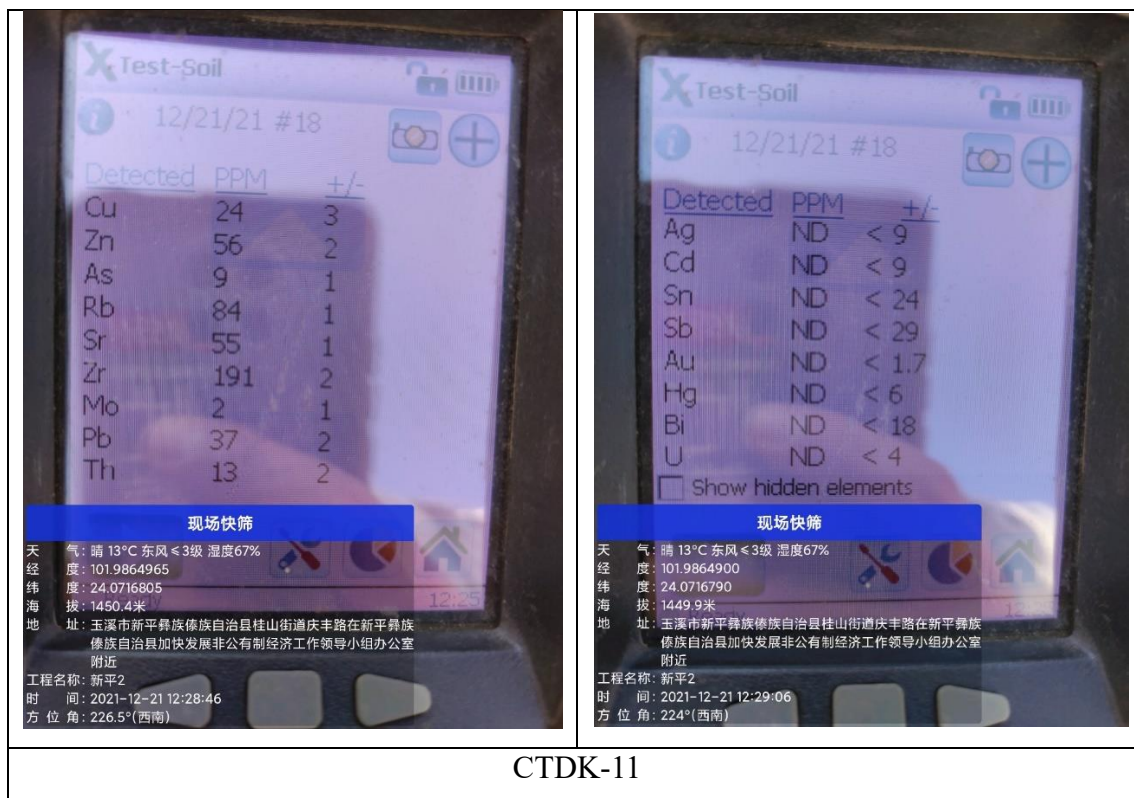 Test-Soil
12/21/21 #18
Detected PPM +/-
Cu 24 3
Zn 56 2
As 9 1
Rb 84 1
Sr 55 1
Zr 191 2
Mo 2 1
Pb 37 2
Th 13 2
12:25
现场快筛
天 气: 晴 13°C 东风≤3级 湿度67%
经 度: 101.9864965
纬 度: 24.0716805
海 拔: 1450.4米
地 址: 玉溪市新平彝族傣族自治县桂山街道庆丰路在新平彝族
傣族自治县加快发展非公有制经济工作领导小组办公室
附近
工程名称: 新平2
时 间: 2021-12-21 12:28:46
方 位 角: 226.5°(西南)
Test-Soil
12/21/21 #18
Detected PPM +/-
Ag ND < 9
Cd ND < 9
Sn ND < 24
Sb ND < 29
Au ND < 1.7
Hg ND < 6
Bi ND < 18
U ND < 4
Show hidden elements
Ready
现场快筛
天 气: 晴 13°C 东风≤3级 湿度67%
经 度: 101.9864900
纬 度: 24.0716790
海 拔: 1449.9米
地 址: 玉溪市新平彝族傣族自治县桂山街道庆丰路在新平彝族
傣族自治县加快发展非公有制经济工作领导小组办公室
附近
工程名称: 新平2
时 间: 2021-12-21 12:29:06
方 位 角: 224°(西南)
CTDK-11